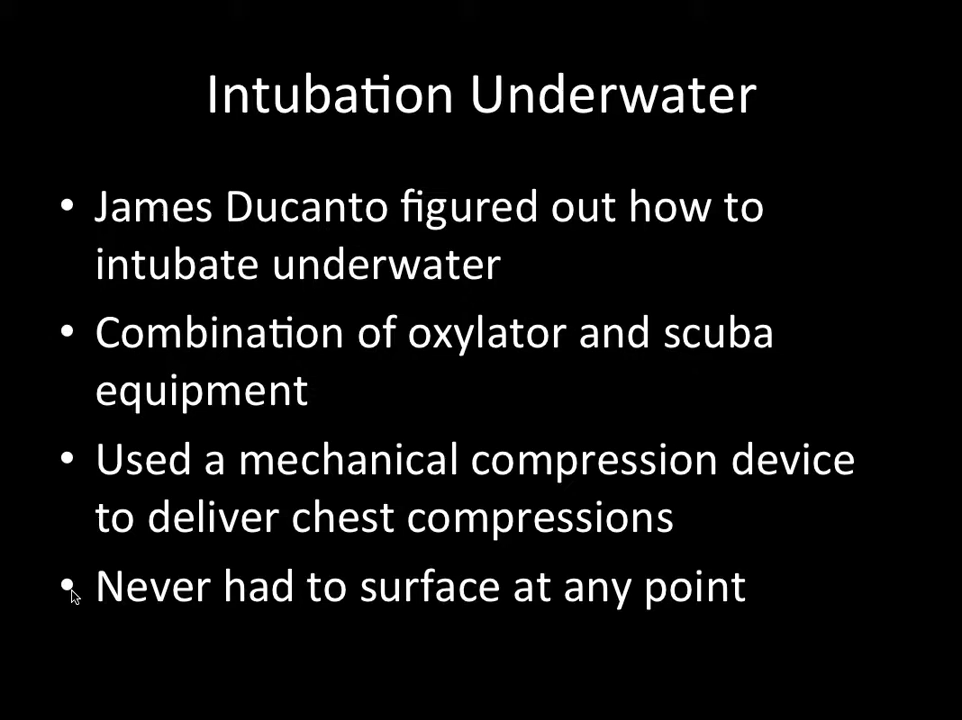 Intubation Underwater
• James Ducanto figured out how to
intubate underwater
• Combination of oxylator and scuba
equipment
• Used a mechanical compression device
to deliver chest compressions
• Never had to surface at any point